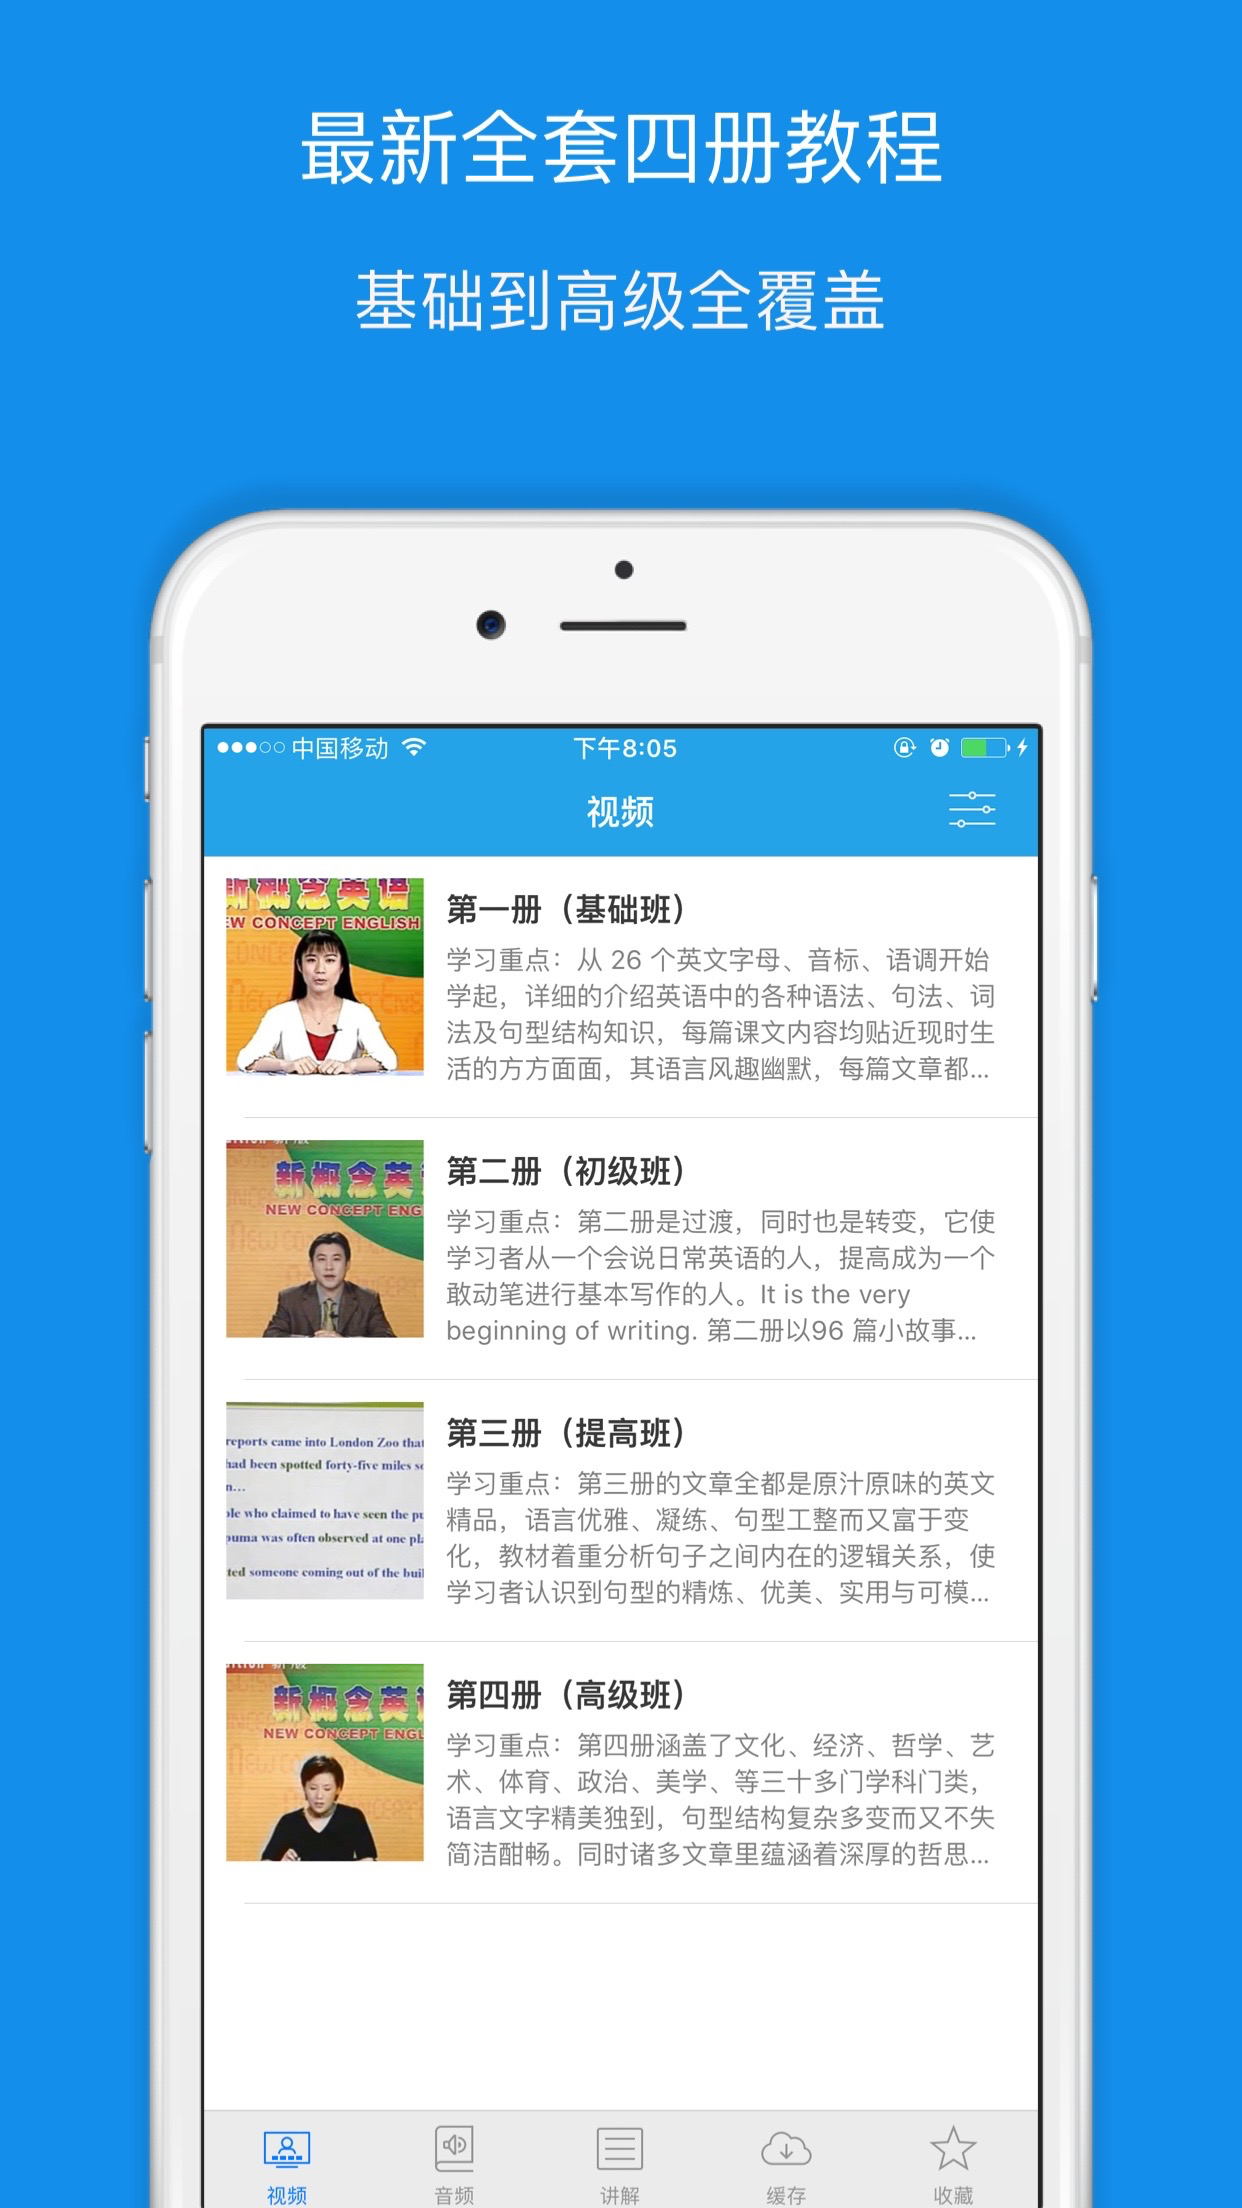 最新全套四册教程
基础到高级全覆盖
中国移动
下午8:05
视频
新概念英语
EW CONCEPT ENGLISH
第一册（基础班）
学习重点：从 26 个英文字母、音标、语调开始
学起，详细的介绍英语中的各种语法、句法、词
法及句型结构知识，每篇课文内容均贴近现时生
活的方方面面，其语言风趣幽默，每篇文章都...
新概念英语
NEW CONCEPT ENG
第二册（初级班）
学习重点：第二册是过渡，同时也是转变，它使
学习者从一个会说日常英语的人，提高成为一个
敢动笔进行基本写作的人。It is the very
beginning of writing. 第二册以96 篇小故事...
reports came into London Zoo that
had been spotted forty-five miles so
n...
ple who claimed to have seen the pu
puma was often observed at one pla
ted someone coming out of the buil
第三册（提高班）
学习重点：第三册的文章全都是原汁原味的英文
精品，语言优雅、凝练、句型工整而又富于变
化，教材着重分析句子之间内在的逻辑关系，使
学习者认识到句型的精炼、优美、实用与可模...
新概念英语
NEW CONCEPT ENGL
第四册（高级班）
学习重点：第四册涵盖了文化、经济、哲学、艺
术、体育、政治、美学、等三十多门学科门类，
语言文字精美独到，句型结构复杂多变而又不失
简洁酣畅。同时诸多文章里蕴涵着深厚的哲思...
视频
音频
讲解
缓存
收藏